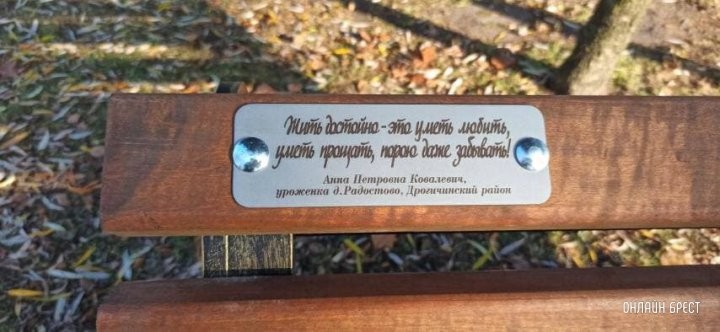 Жить достойно - это уметь любить,
уметь прощать, порою даже забывать!
Анна Петровна Ковалевич,
уроженка д.Радостово, Дрогичинский район
ОНЛАЙН БРЕСТ